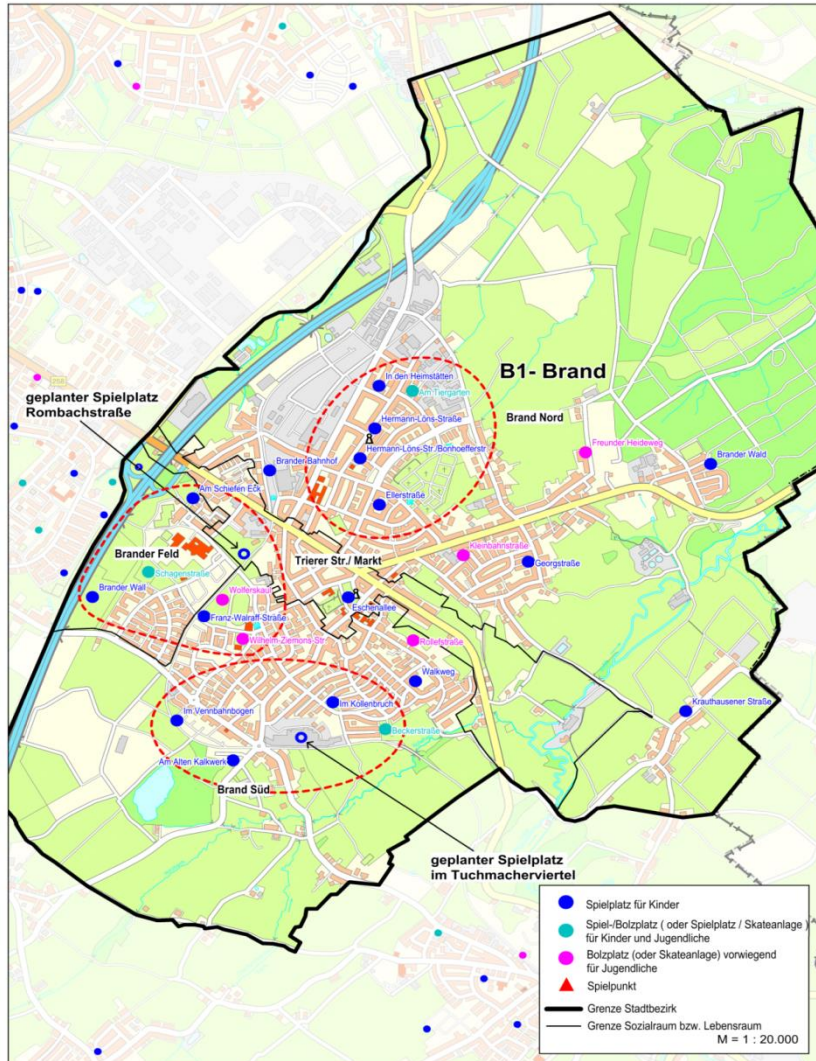 B1- Brand
Brand Nord
In den Heimstätten
Am Tiergarten
geplanter Spielplatz
Rombachstraße
Hermann-Löns-Straße
Hermann-Löns-Str./Bonhoefferstr
Freunder Heideweg
Brander Wald
Brander-Bahnhof
Am Schiefen Eck
Ellerstraße
Brander Feld
Trierer Str./ Markt
Kleinbahnstraße
Georgstraße
Schagenstraße
Brander Wall
Wolferskaul
Eschenallee
Franz-Walraff-Straße
Wilhelm-Ziemons-Str.
Rollefstraße
Walkweg
Im Kollenbruch
Krauthausener Straße
Im Vennbahnbogen
Beckerstraße
Am Alten Kalkwerk
Brand Süd
geplanter Spielplatz
im Tuchmacherviertel
Spielplatz für Kinder
Spiel-/Bolzplatz ( oder Spielplatz / Skateanlage )
für Kinder und Jugendliche
Bolzplatz (oder Skateanlage) vorwiegend
für Jugendliche
Spielpunkt
Grenze Stadtbezirk
Grenze Sozialraum bzw. Lebensraum
M = 1 : 20.000